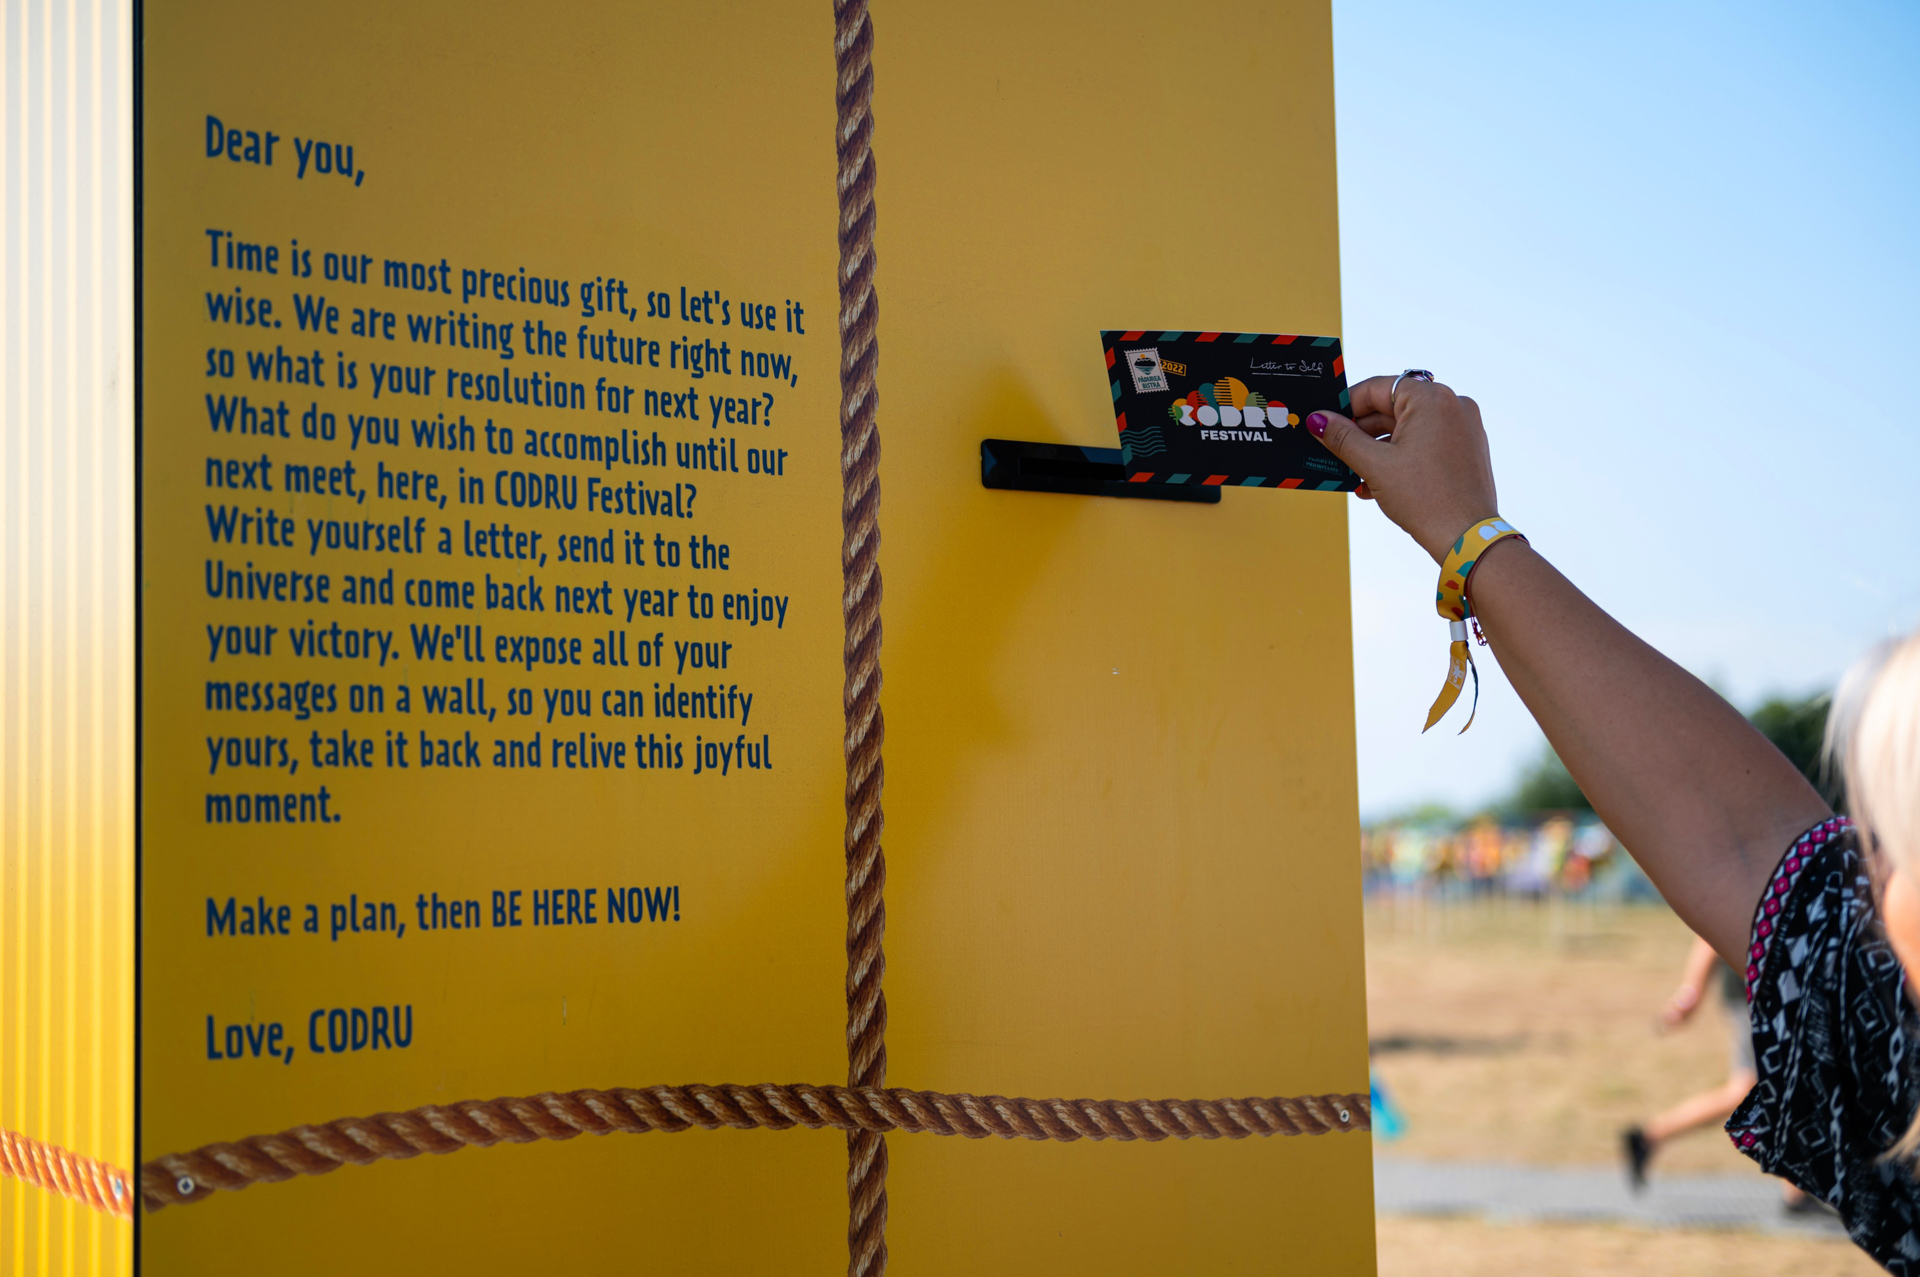 Dear you,
Time is our most precious gift, so let's use it
wise. We are writing the future right now,
so what is your resolution for next year?
What do you wish to accomplish until our
next meet, here, in CODRU Festival?
Write yourself a letter, send it to the
Universe and come back next year to enjoy
your victory. We'll expose all of your
messages on a wall, so you can identify
yours, take it back and relive this joyful
moment.
Make a plan, then BE HERE NOW!
Love, CODRU
2022
Letter to Self
PĂDUREA
BISTRA
CODRU
FESTIVAL